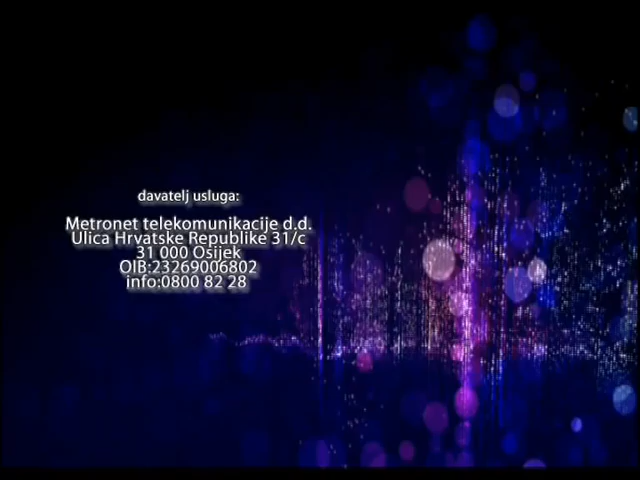 davatelj usluga:
Metronet telekomunikacije d.d.
Ulica Hrvatske Republike 31/c
31 000 Osijek
OIB:23269006802
info:0800 82 28